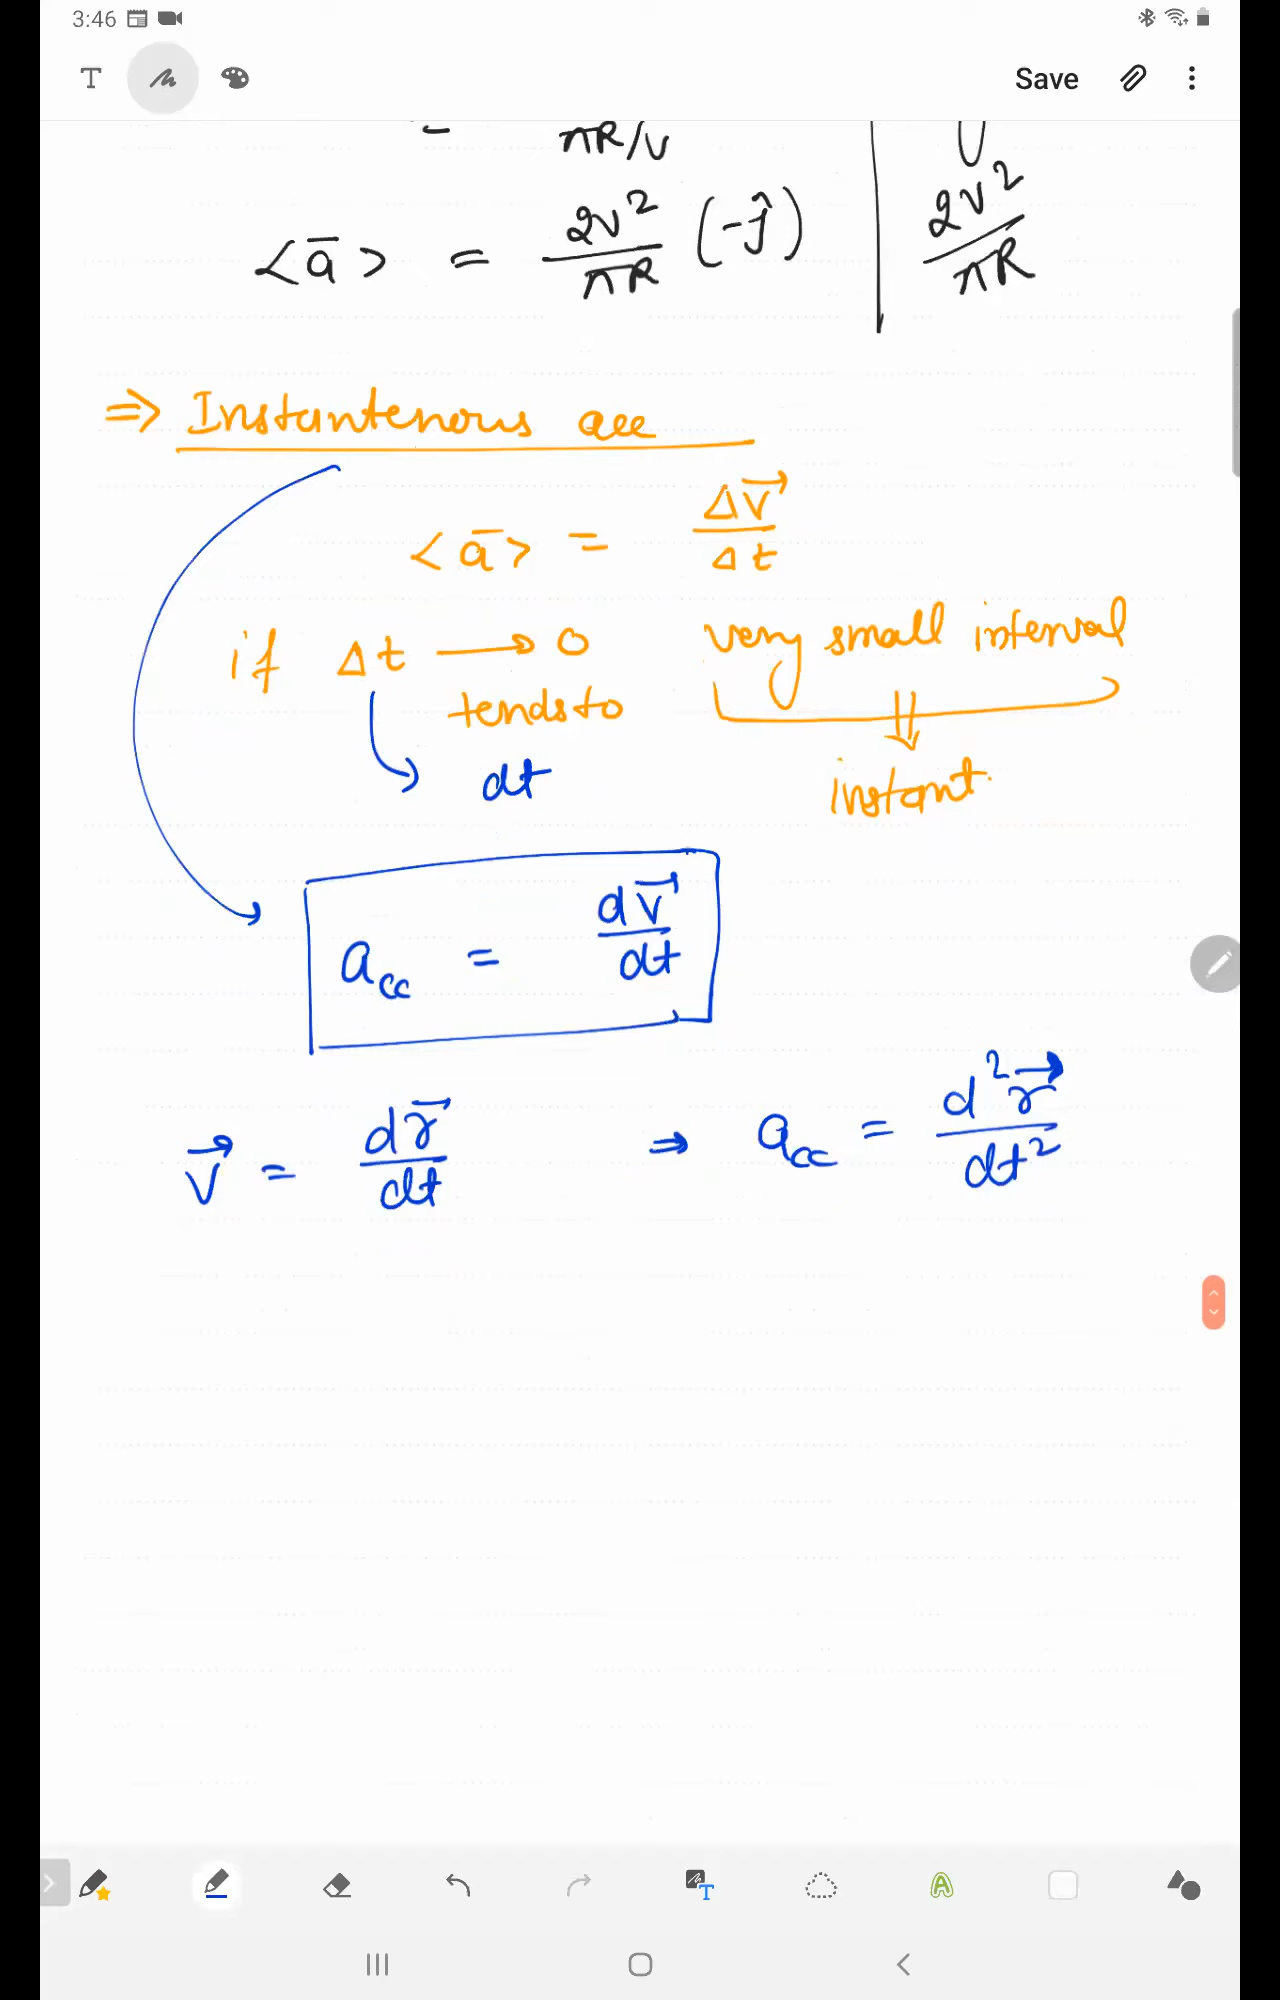 3:46
T Save
= πR/V
<a̅> = 2V²/πR (-ĵ) | 2V²/πR
⇒ Instantenous acc
<a̅> = ΔV⃗/Δt
if Δt → 0 very small interval
tends to
dt instant.
acc = dV⃗/dt
V⃗ = dr⃗/dt ⇒ acc = d²r⃗/dt²
T A